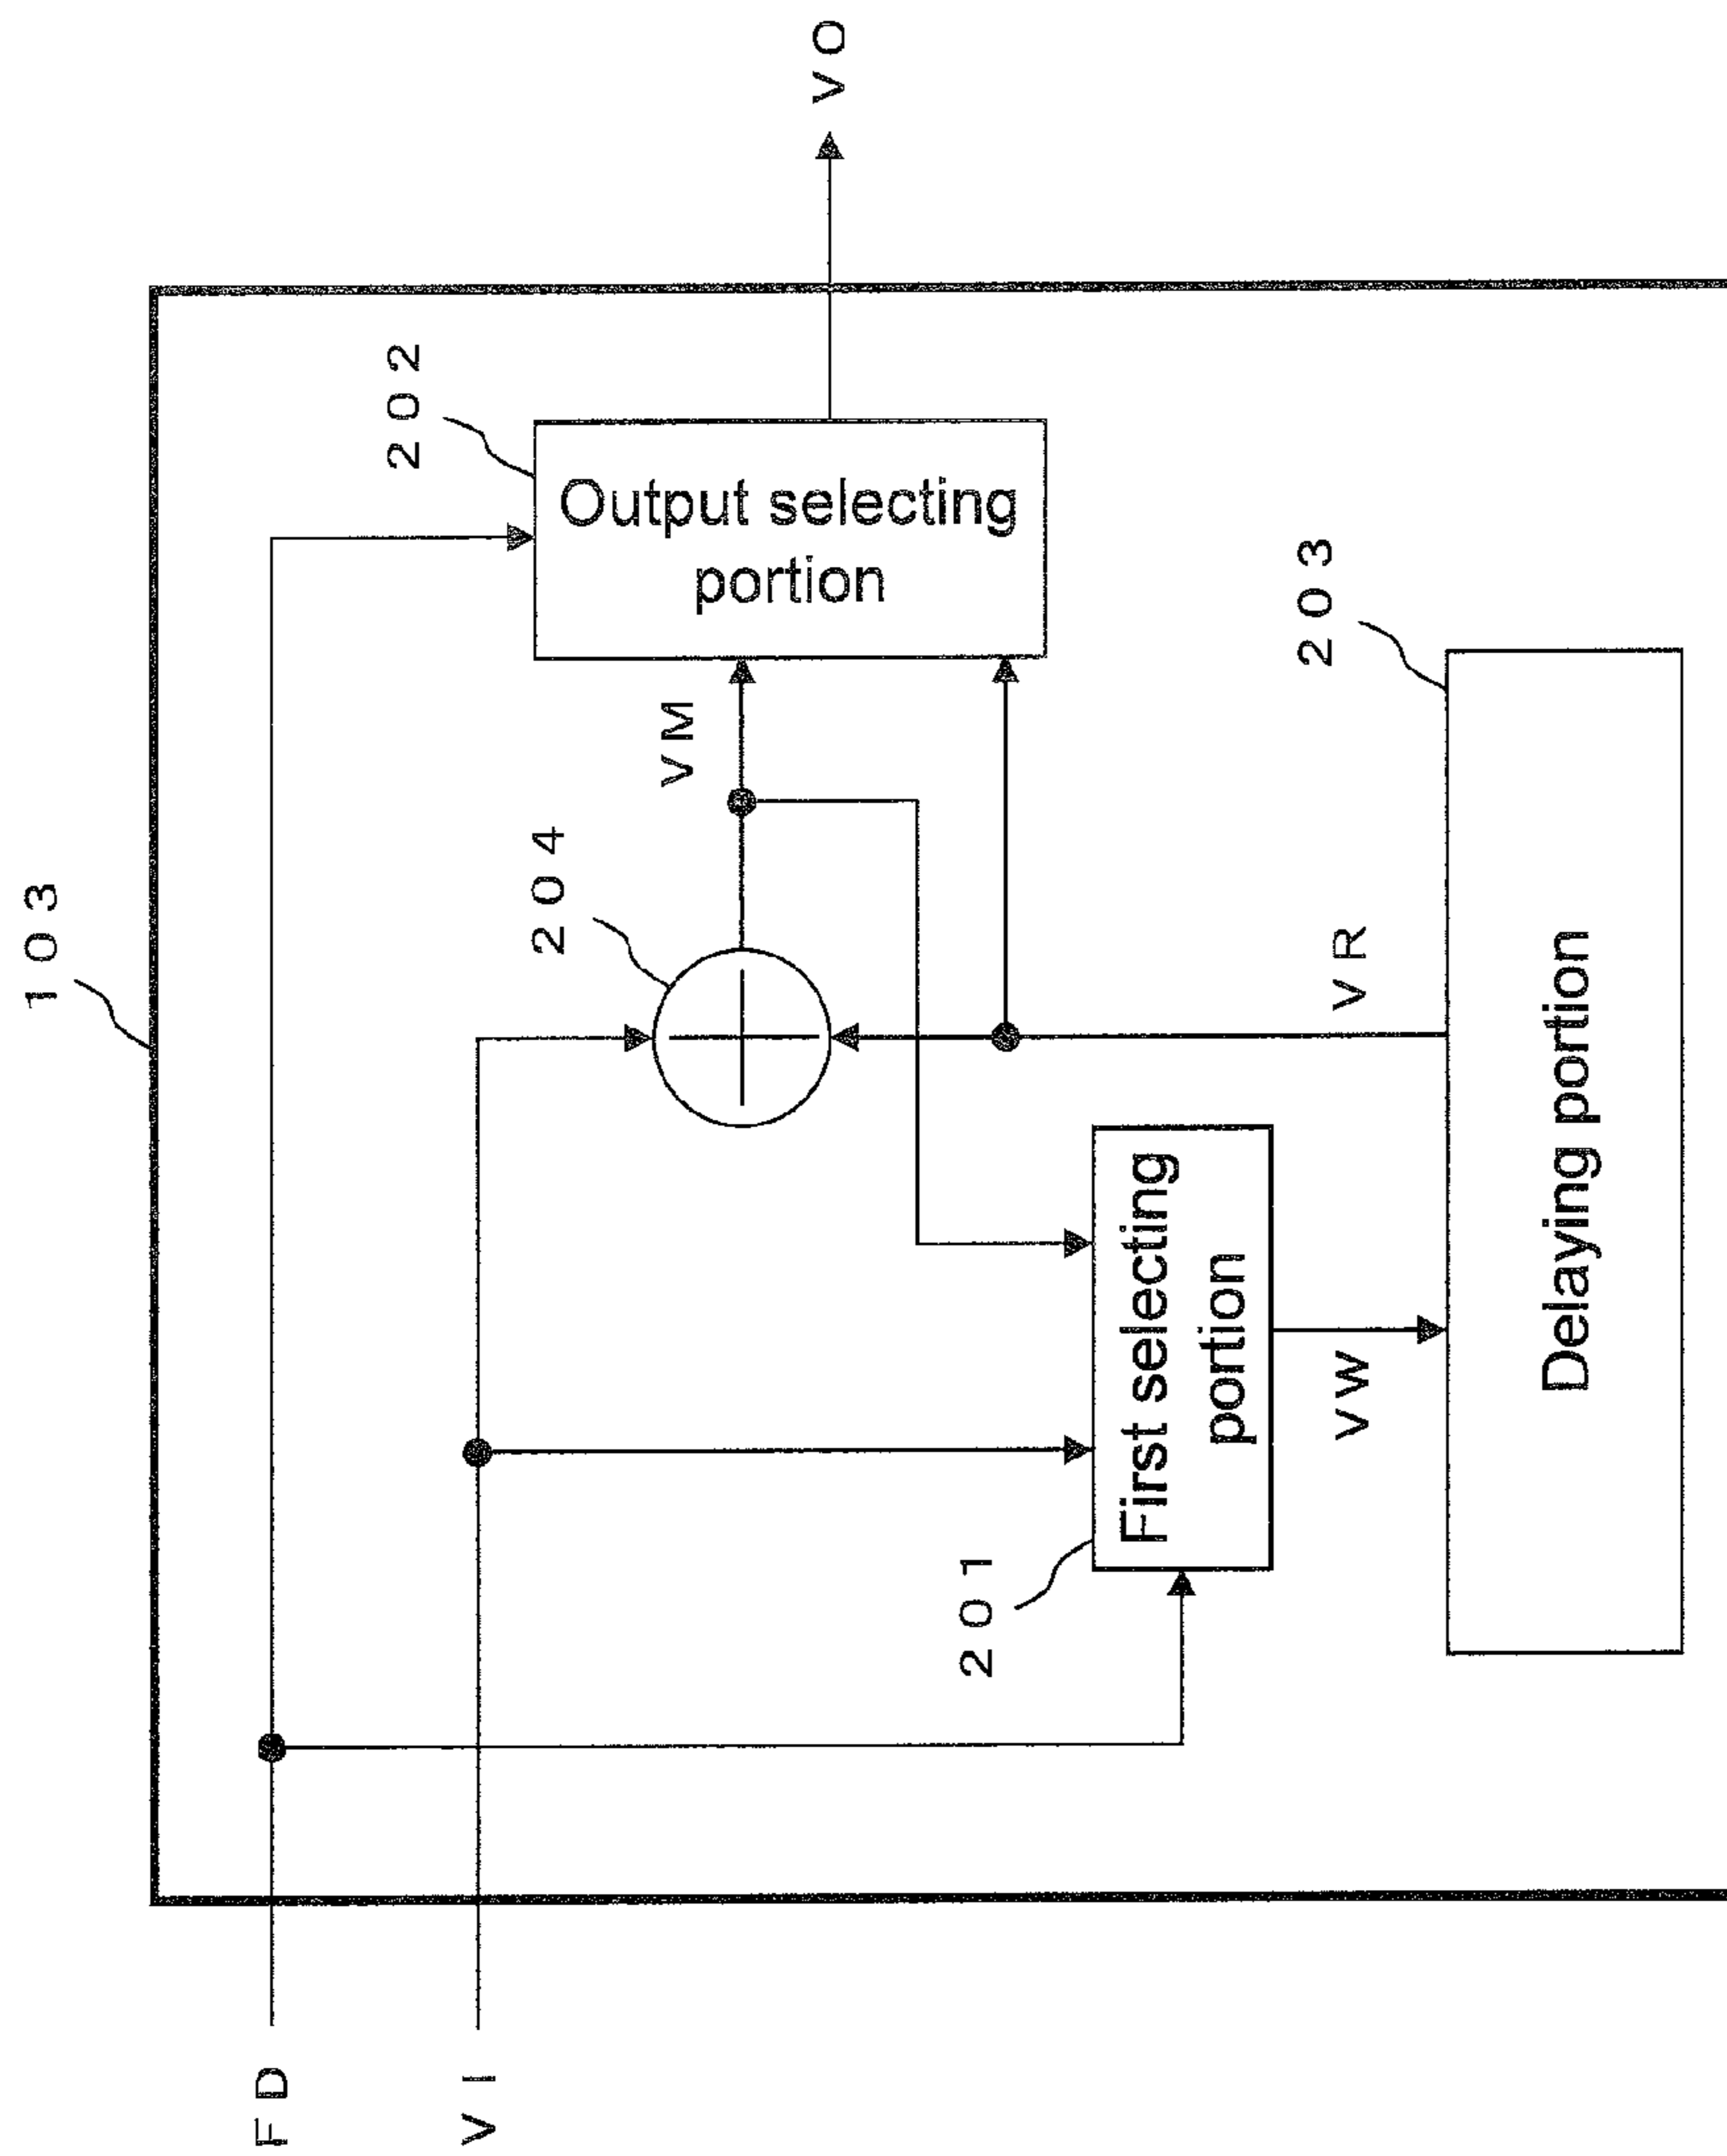 103
FD
VI
204
VM
202
Output selecting
portion
VO
201
First selecting
portion
VW
VR
203
Delaying portion